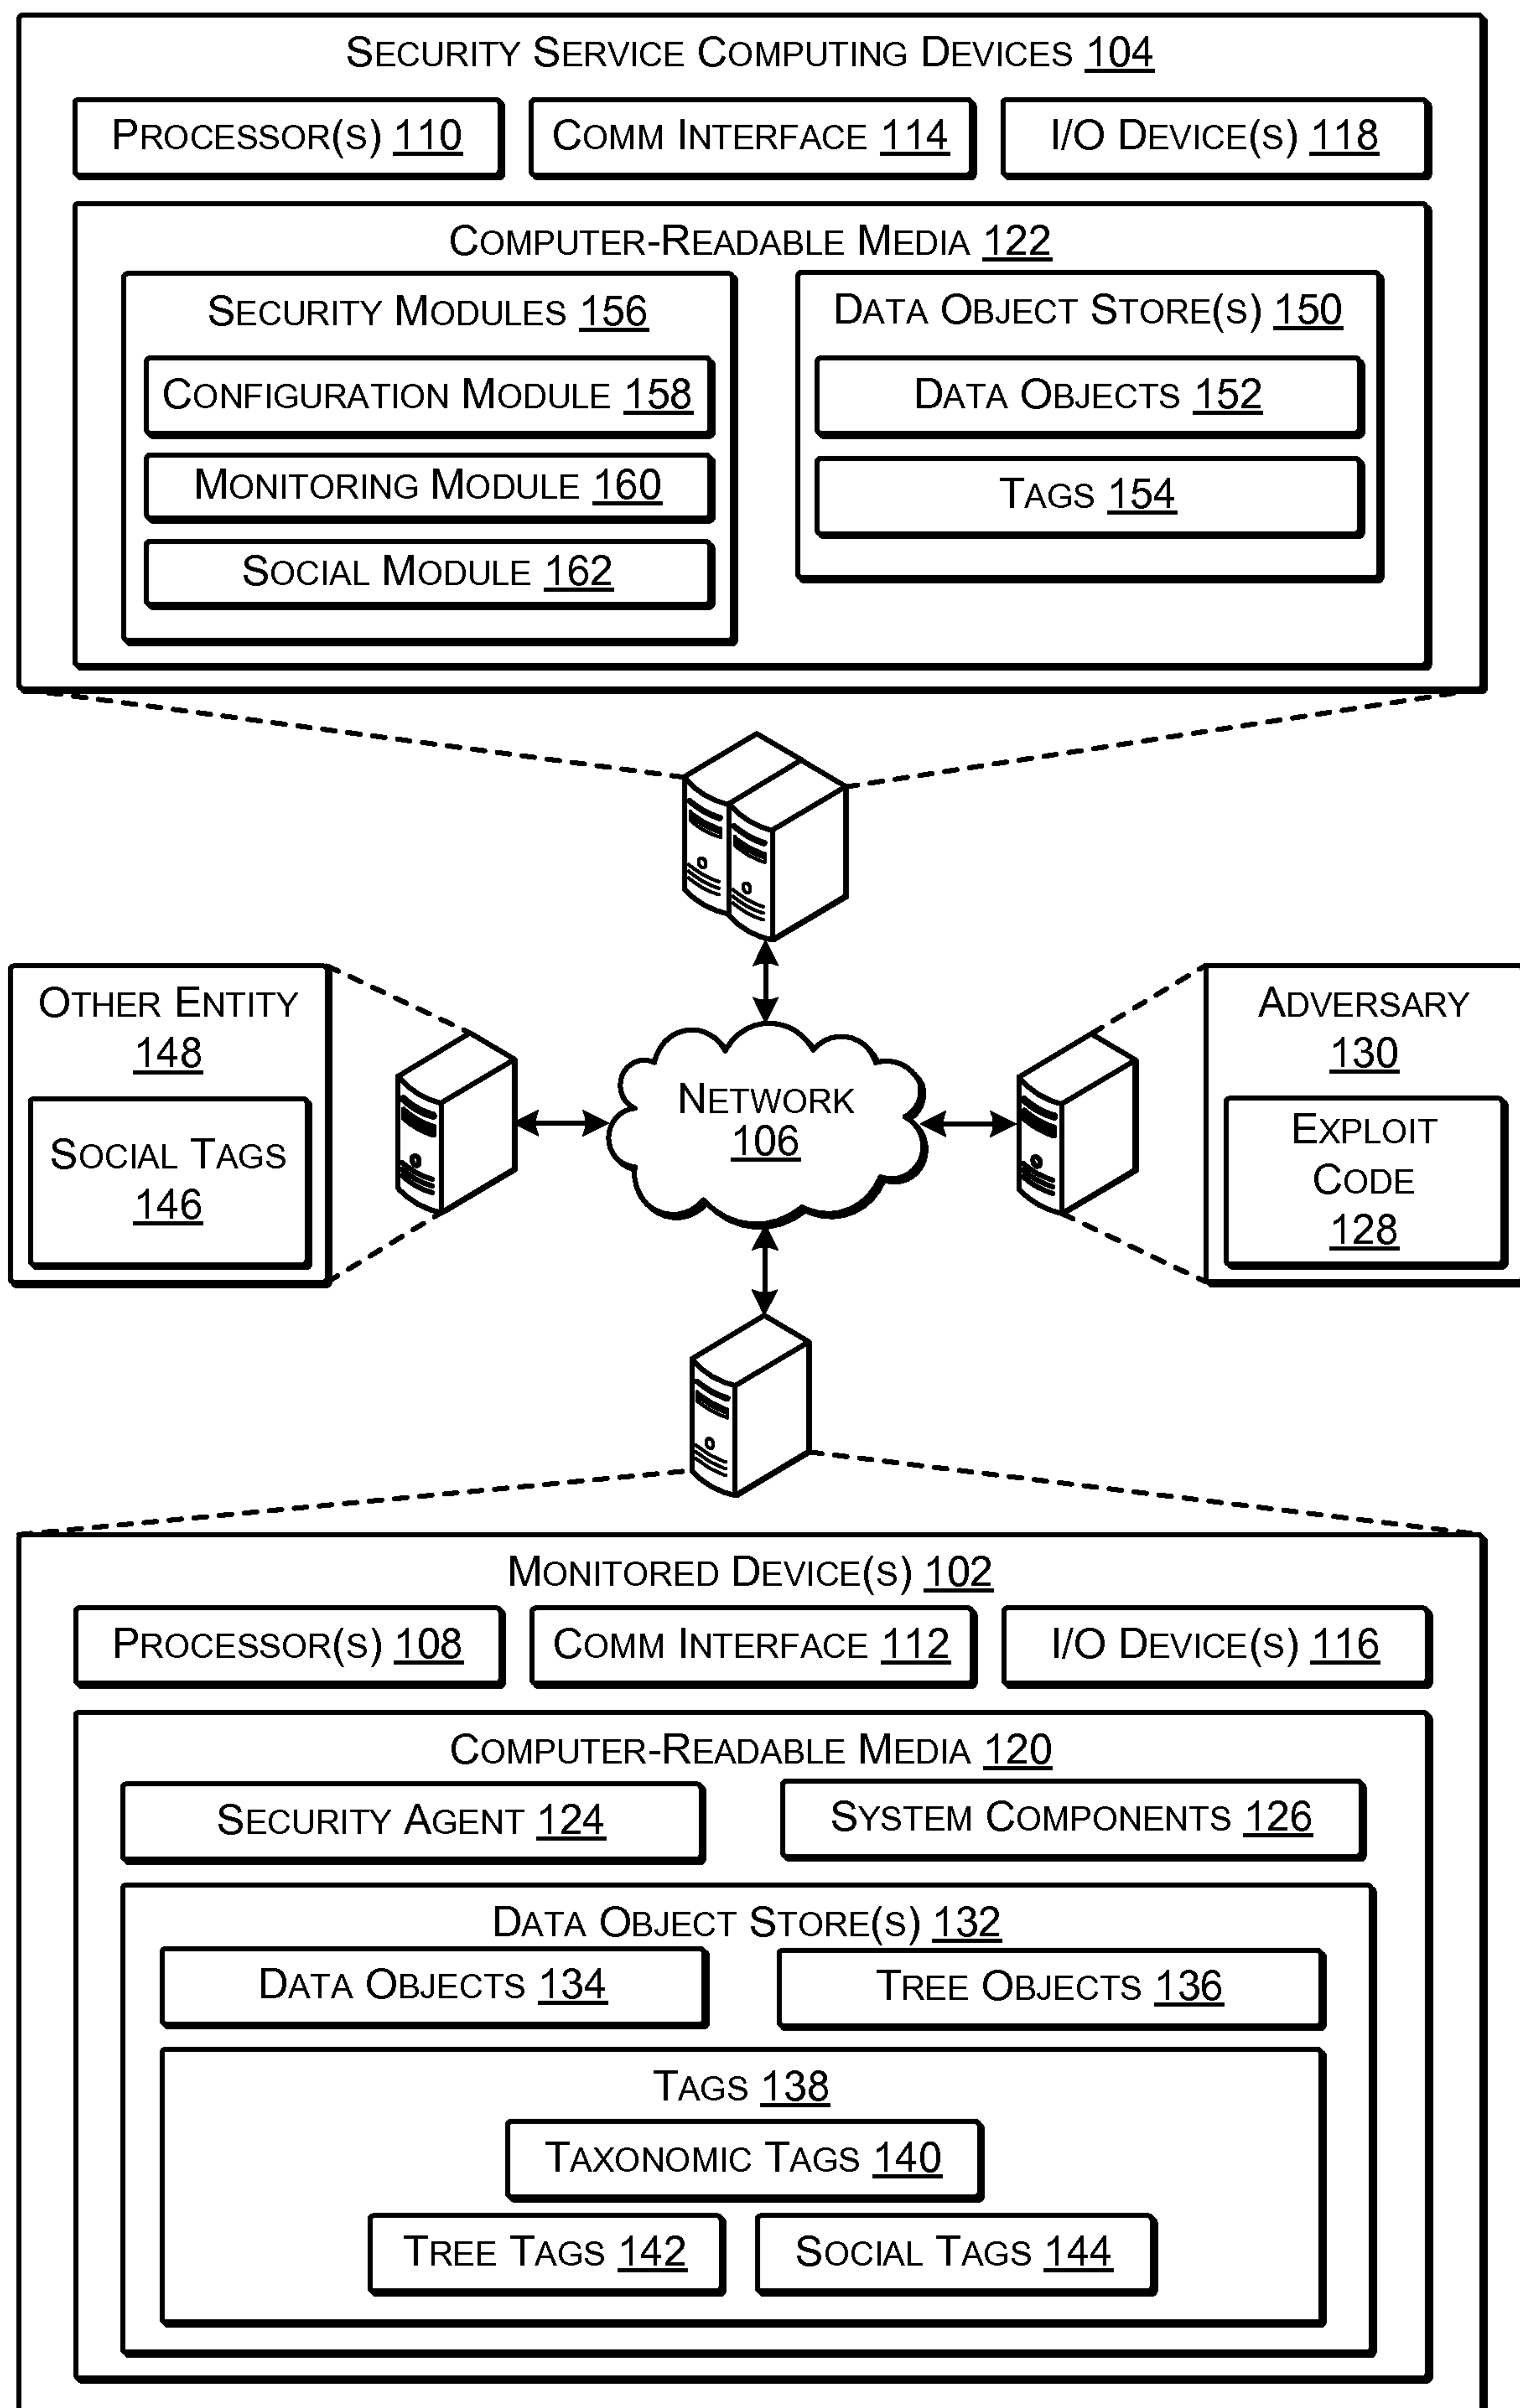 SECURITY SERVICE COMPUTING DEVICES 104
PROCESSOR(S) 110
COMM INTERFACE 114
I/O DEVICE(S) 118
COMPUTER-READABLE MEDIA 122
SECURITY MODULES 156
CONFIGURATION MODULE 158
MONITORING MODULE 160
SOCIAL MODULE 162
DATA OBJECT STORE(S) 150
DATA OBJECTS 152
TAGS 154
OTHER ENTITY
148
SOCIAL TAGS
146
NETWORK
106
ADVERSARY
130
EXPLOIT
CODE
128
MONITORED DEVICE(S) 102
PROCESSOR(S) 108
COMM INTERFACE 112
I/O DEVICE(S) 116
COMPUTER-READABLE MEDIA 120
SECURITY AGENT 124
SYSTEM COMPONENTS 126
DATA OBJECT STORE(S) 132
DATA OBJECTS 134
TREE OBJECTS 136
TAGS 138
TAXONOMIC TAGS 140
TREE TAGS 142
SOCIAL TAGS 144